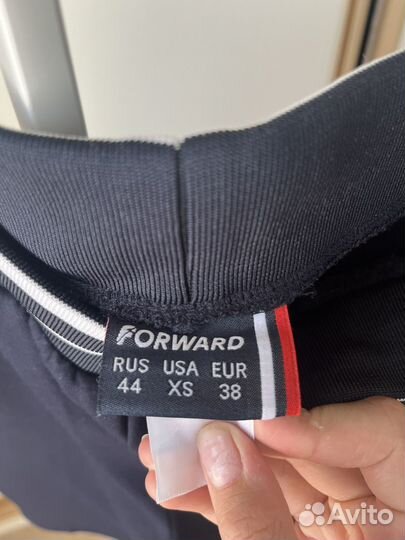 FORWARD
RUS USA EUR
44 XS 38
Avito